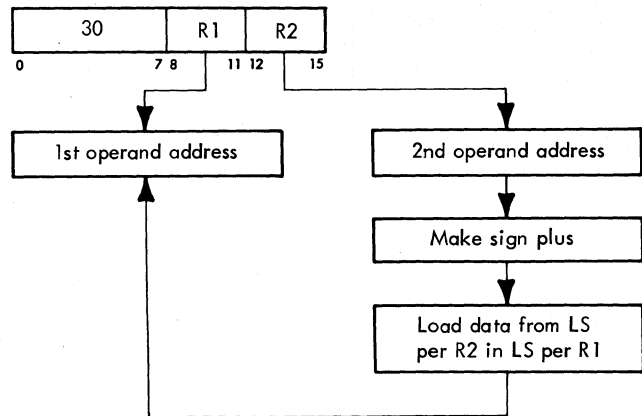 30 R1 R2
0 7 8 11 12 15
1st operand address
2nd operand address
Make sign plus
Load data from LS
per R2 in LS per R1